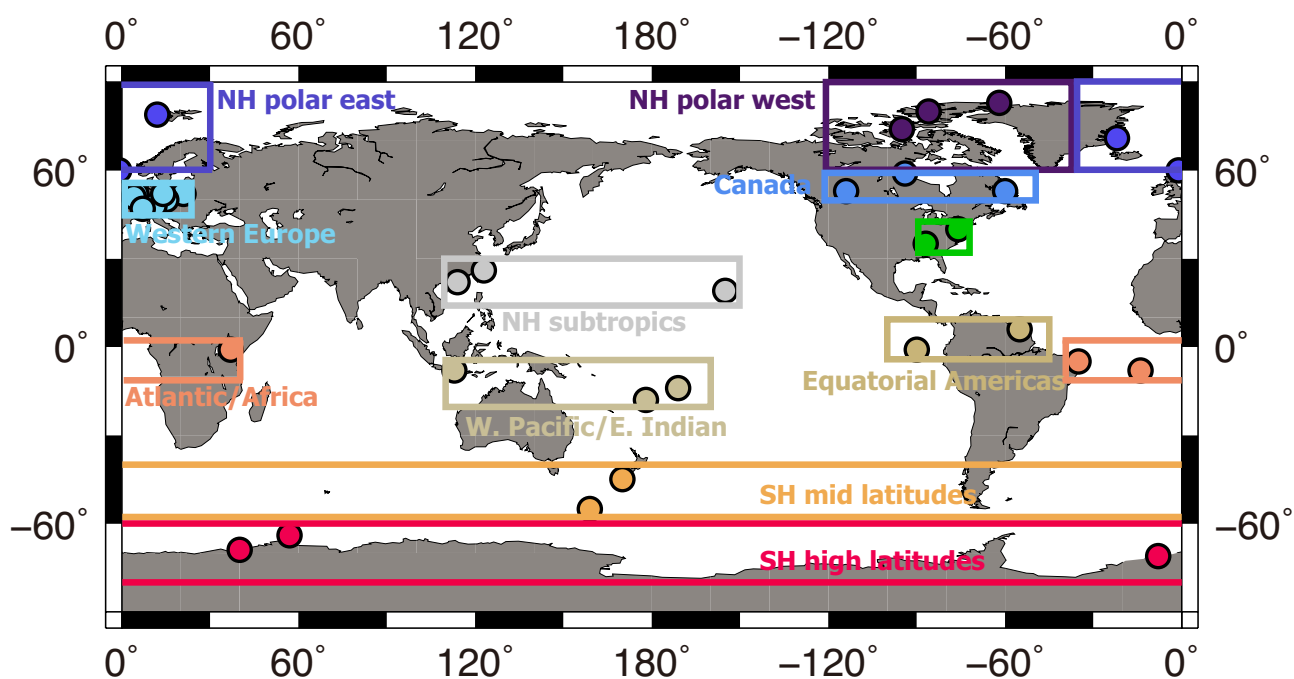 0° 60° 120° 180° −120° −60° 0°
NH polar east
NH polar west
60° 60°
Canada
Western Europe
NH subtropics
0° 0°
Equatorial Americas
Atlantic/Africa
W. Pacific/E. Indian
SH mid latitudes
−60° −60°
SH high latitudes
0° 60° 120° 180° −120° −60° 0°